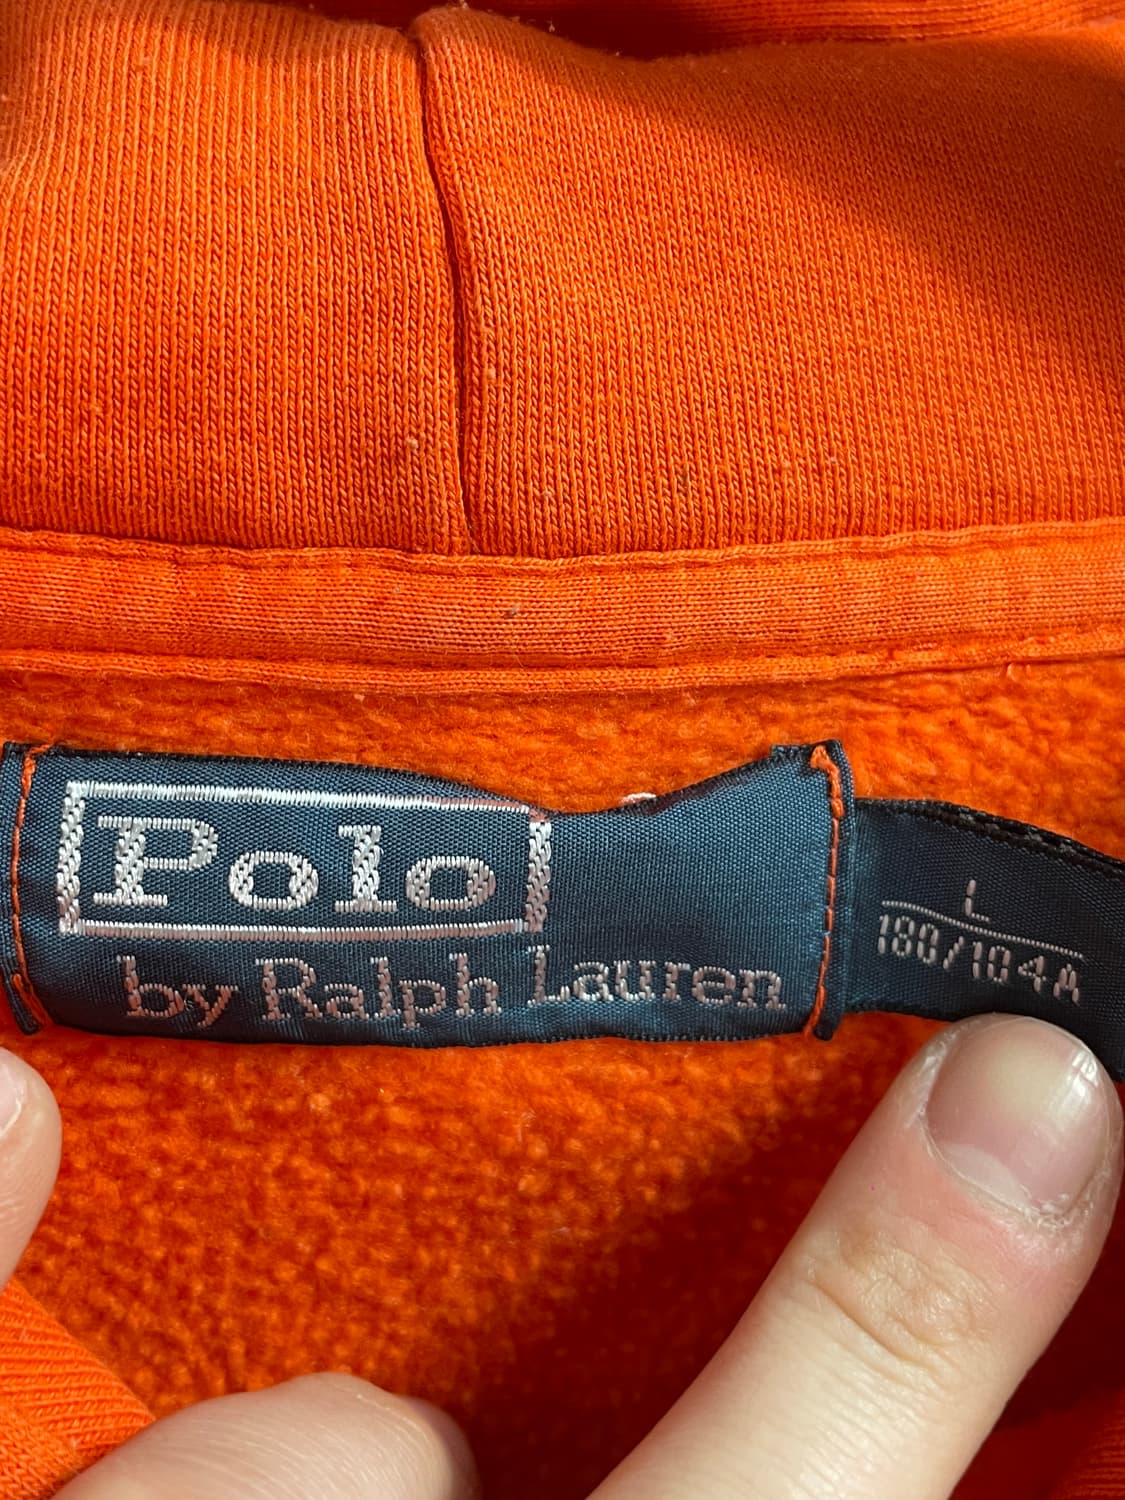 Polo
by Ralph Lauren
L
180/104A